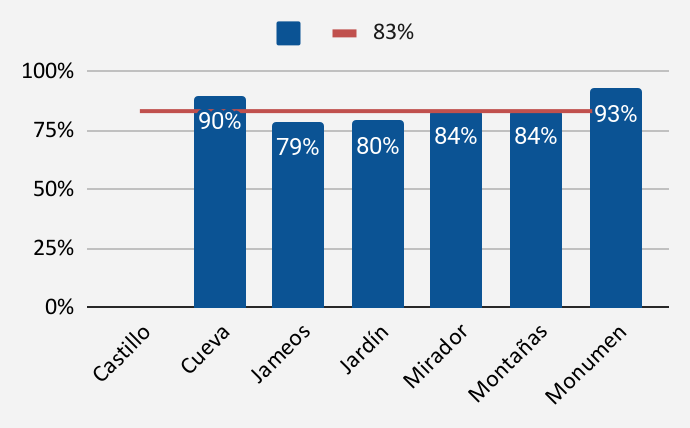 83%
100%
75%
50%
25%
0%
90%
79%
80%
84%
84%
93%
Castillo
Cueva
Jameos
Jardín
Mirador
Montañas
Monumen